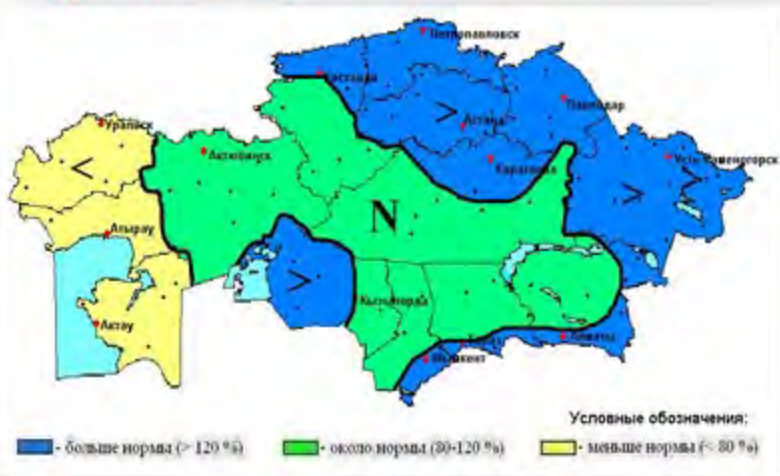 Петропавловск
Костанай
>
Астана
Павлодар
Уральск
Актюбинск
<
Караганда
Усть-Каменогорск
>
>
N
Атырау
>
Кызылорда
Актау
Тараз
Алматы
Шымкент
Условные обозначения:
- больше нормы (> 120 %)
- около нормы (80-120 %)
- меньше нормы (< 80 %)